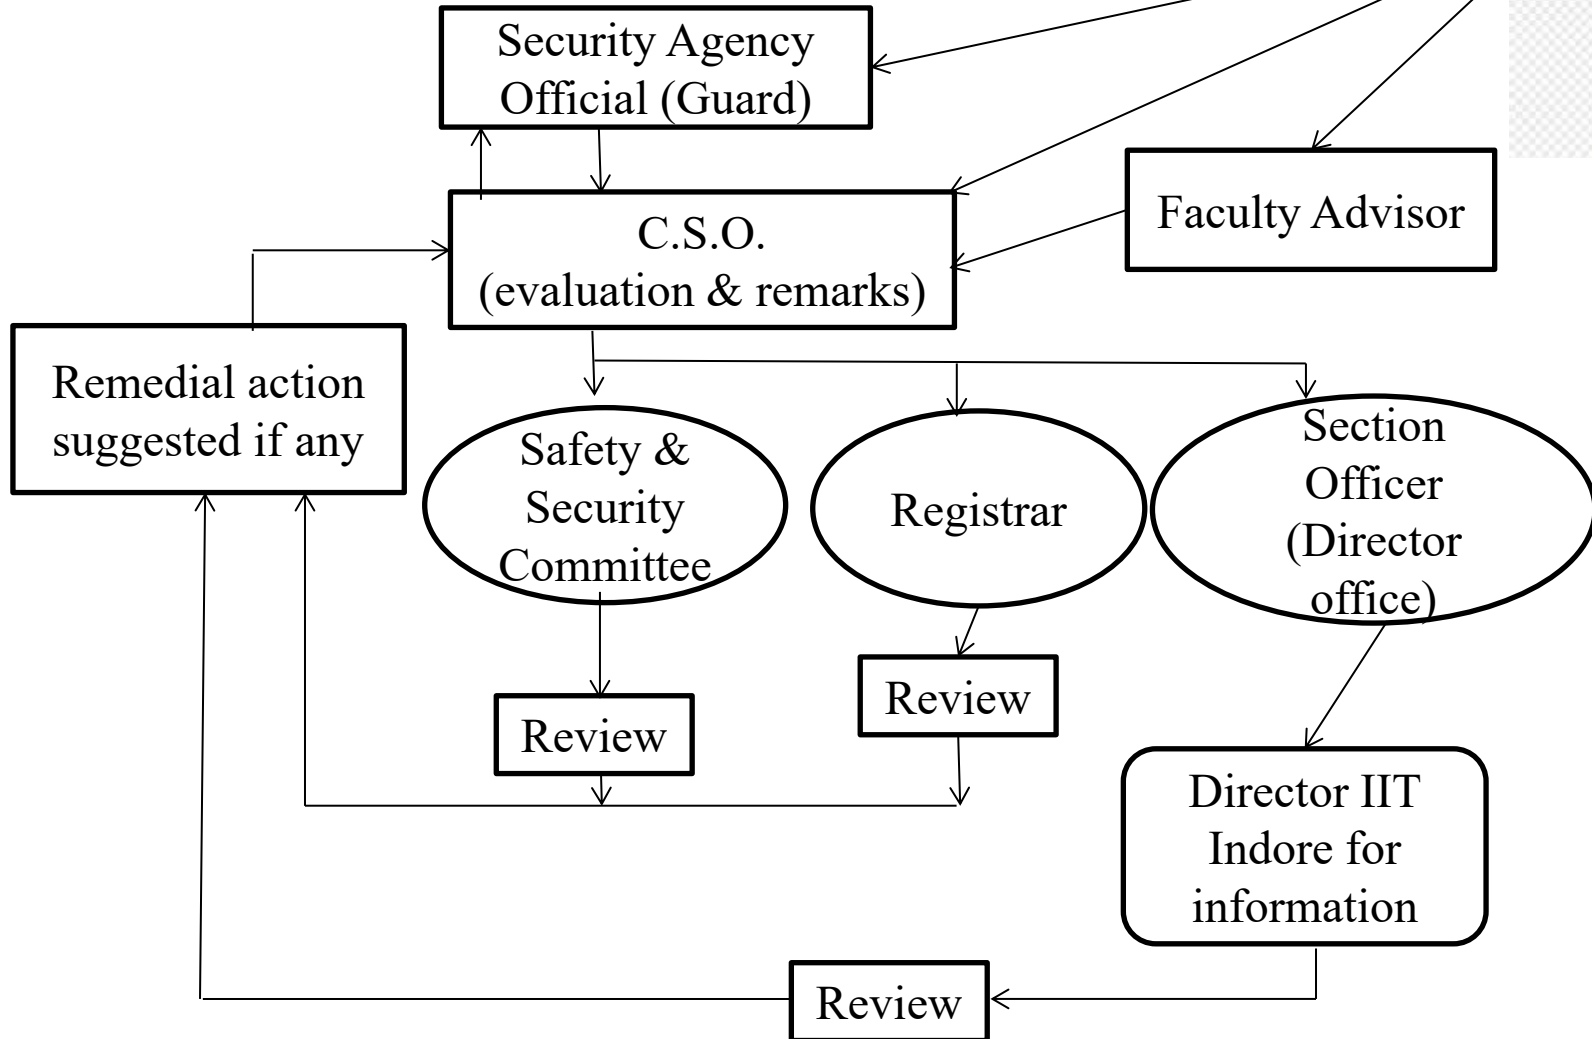 Security Agency
Official (Guard)
Faculty Advisor
C.S.O.
(evaluation & remarks)
Remedial action
suggested if any
Safety &
Security
Committee
Registrar
Section
Officer
(Director
office)
Review
Review
Director IIT
Indore for
information
Review